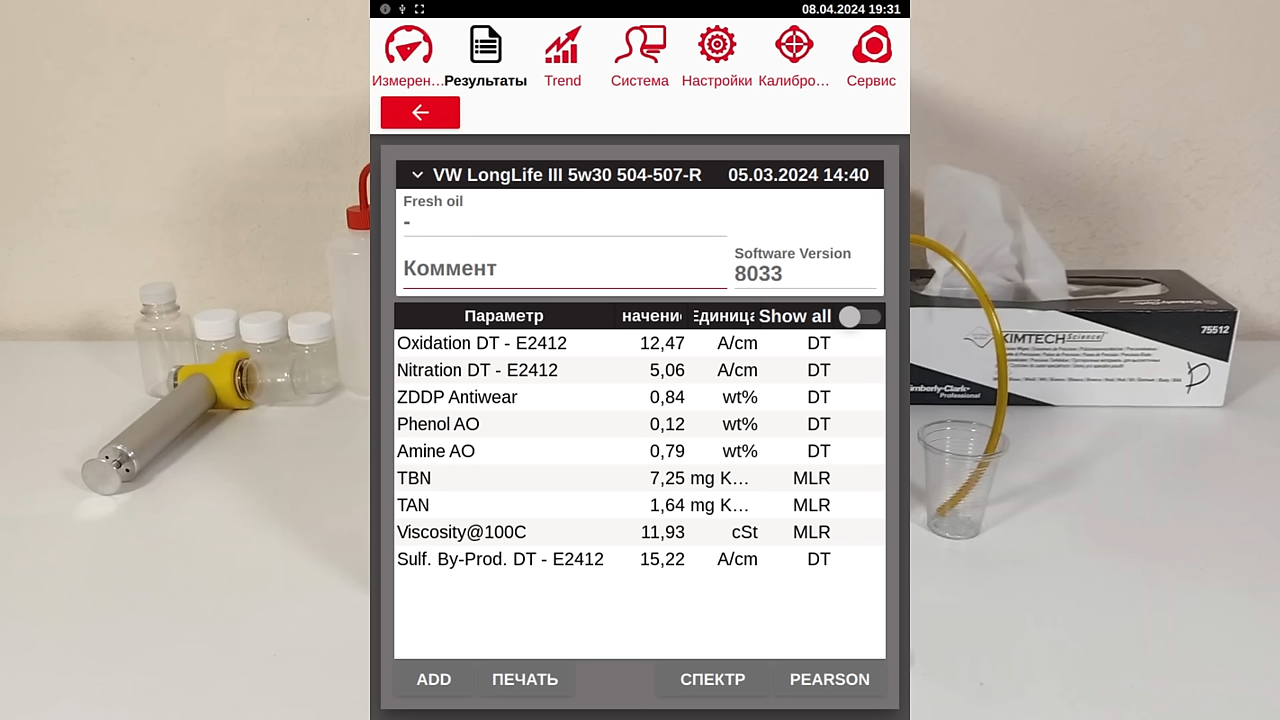 08.04.2024 19:31
Измерен... Результаты Trend Система Настройки Калибро... Сервис
VW LongLife III 5w30 504-507-R 05.03.2024 14:40
Fresh oil
-
Software Version
Коммент
8033
Параметр начени Единица Show all
Oxidation DT - E2412 12,47 A/cm DT
Nitration DT - E2412 5,06 A/cm DT
ZDDP Antiwear 0,84 wt% DT
Phenol AO 0,12 wt% DT
Amine AO 0,79 wt% DT
TBN 7,25 mg K... MLR
TAN 1,64 mg K... MLR
Viscosity@100C 11,93 cSt MLR
Sulf. By-Prod. DT - E2412 15,22 A/cm DT
ADD ПЕЧАТЬ СПЕКТР PEARSON
75512
KIMTECH Science
Kimberly-Clark
Professional
P